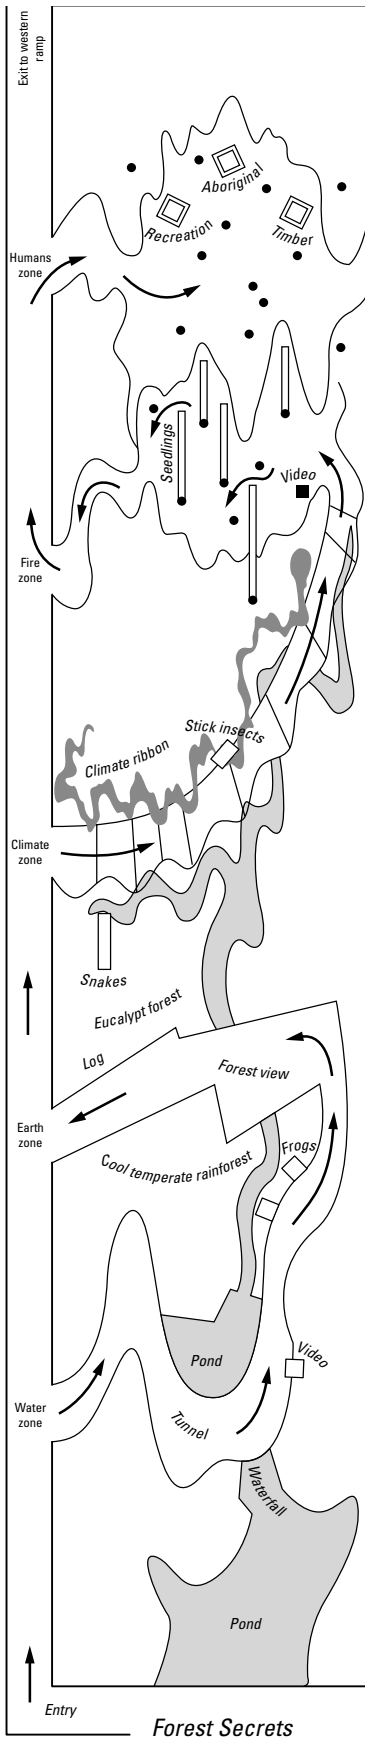 Exit to western
ramp
Aboriginal
Recreation
Timber
Humans
zone
Seedlings
Video
Fire
zone
Stick insects
Climate ribbon
Climate
zone
Snakes
Eucalypt forest
Log
Forest view
Earth
zone
Frogs
Cool temperate rainforest
Video
Pond
Water
zone
Tunnel
Waterfall
Pond
Entry
Forest Secrets